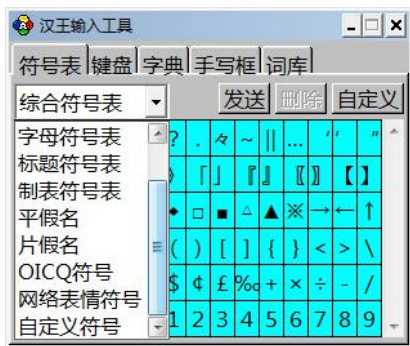 汉王输入工具
符号表 键盘 字典 手写框 词库
综合符号表 发送 删除 自定义
字母符号表
标题符号表
制表符号表
平假名
片假名
OICQ符号
网络表情符号
自定义符号
? . 々 ~ ‖ … ′ ′ ″
「 」 『 』 〖 〗 【 】
◆ □ ■ △ ▲ ※ → ← ↑
( ) [ ] { } < > \
$ ¢ £ ‰ + × ÷ - /
1 2 3 4 5 6 7 8 9